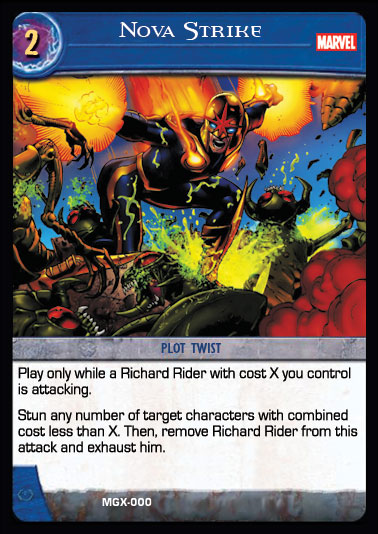 Nova Strike
2
MARVEL
PLOT TWIST
Play only while a Richard Rider with cost X you control
is attacking.
Stun any number of target characters with combined
cost less than X. Then, remove Richard Rider from this
attack and exhaust him.
MGX-000